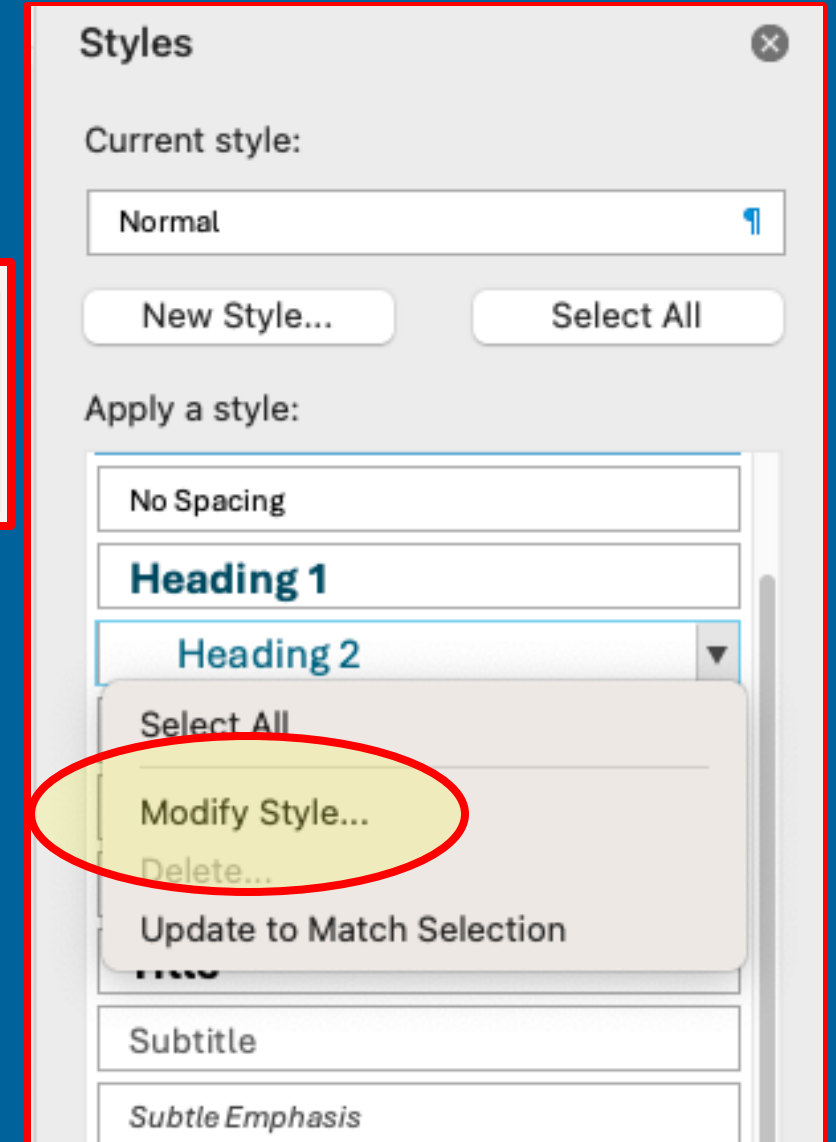 Styles
Current style:
Normal ¶
New Style... Select All
Apply a style:
No Spacing
Heading 1
Heading 2
Select All
Modify Style...
Delete...
Update to Match Selection
Title
Subtitle
Subtle Emphasis